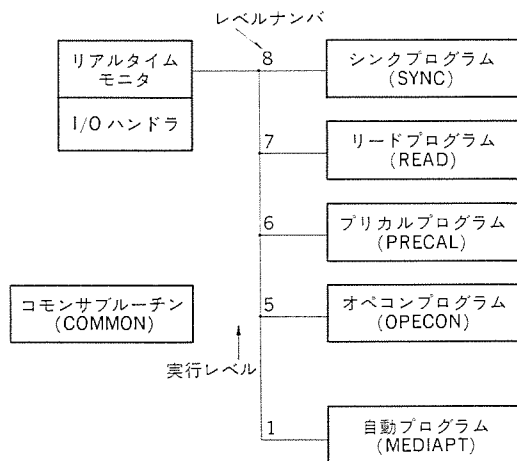 レベルナンバ
リアルタイム
モニタ
I/Oハンドラ
8
シンクプログラム
(SYNC)
7
リードプログラム
(READ)
6
プリカルプログラム
(PRECAL)
コモンサブルーチン
(COMMON)
5
オペコンプログラム
(OPECON)
実行レベル
1
自動プログラム
(MEDIAPT)